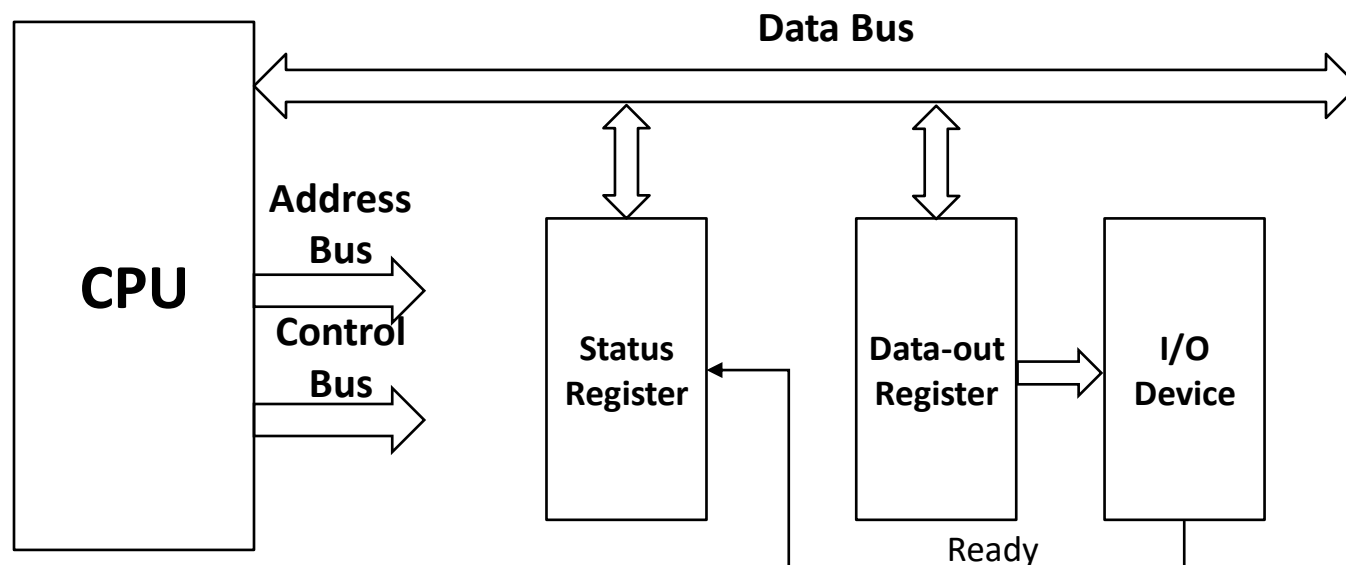 Data Bus
Address
Bus
CPU
Control
Bus
Status
Register
Data-out
Register
I/O
Device
Ready